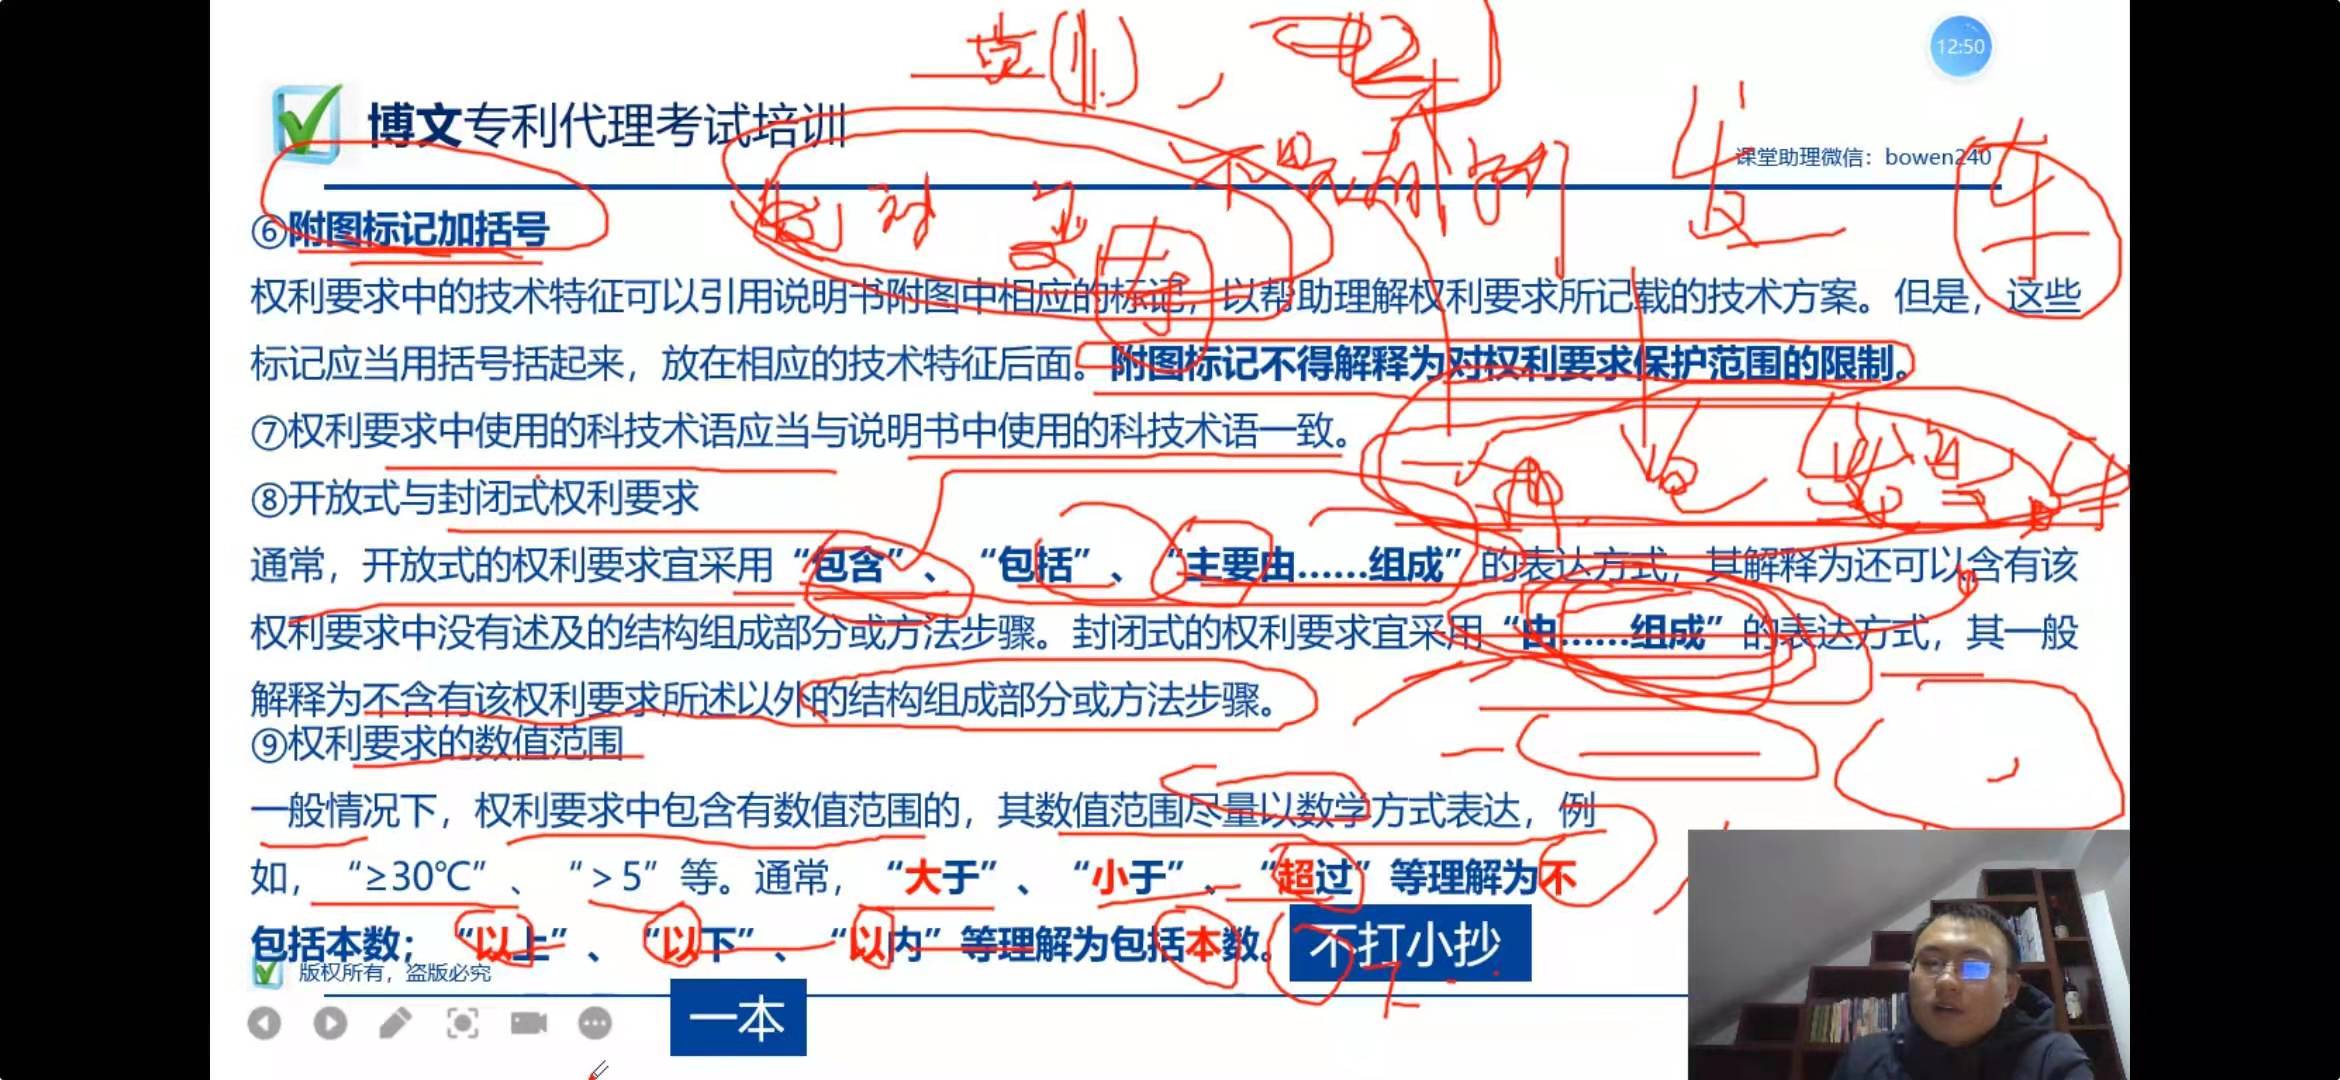 12:50
博文专利代理考试培训
课堂助理微信：bowen240
⑥附图标记加括号
权利要求中的技术特征可以引用说明书附图中相应的标记，以帮助理解权利要求所记载的技术方案。但是，这些
标记应当用括号括起来，放在相应的技术特征后面。附图标记不得解释为对权利要求保护范围的限制。
⑦权利要求中使用的科技术语应当与说明书中使用的科技术语一致。
⑧开放式与封闭式权利要求
通常，开放式的权利要求宜采用“包含”、“包括”、“主要由……组成”的表达方式，其解释为还可以含有该
权利要求中没有述及的结构组成部分或方法步骤。封闭式的权利要求宜采用“由……组成”的表达方式，其一般
解释为不含有该权利要求所述以外的结构组成部分或方法步骤。
⑨权利要求的数值范围
一般情况下，权利要求中包含有数值范围的，其数值范围尽量以数学方式表达，例
如，“≥30℃”、“＞5”等。通常，“大于”、“小于”、“超过”等理解为不
包括本数；“以上”、“以下”、“以内”等理解为包括本数。
不打小抄
版权所有，盗版必究
一本